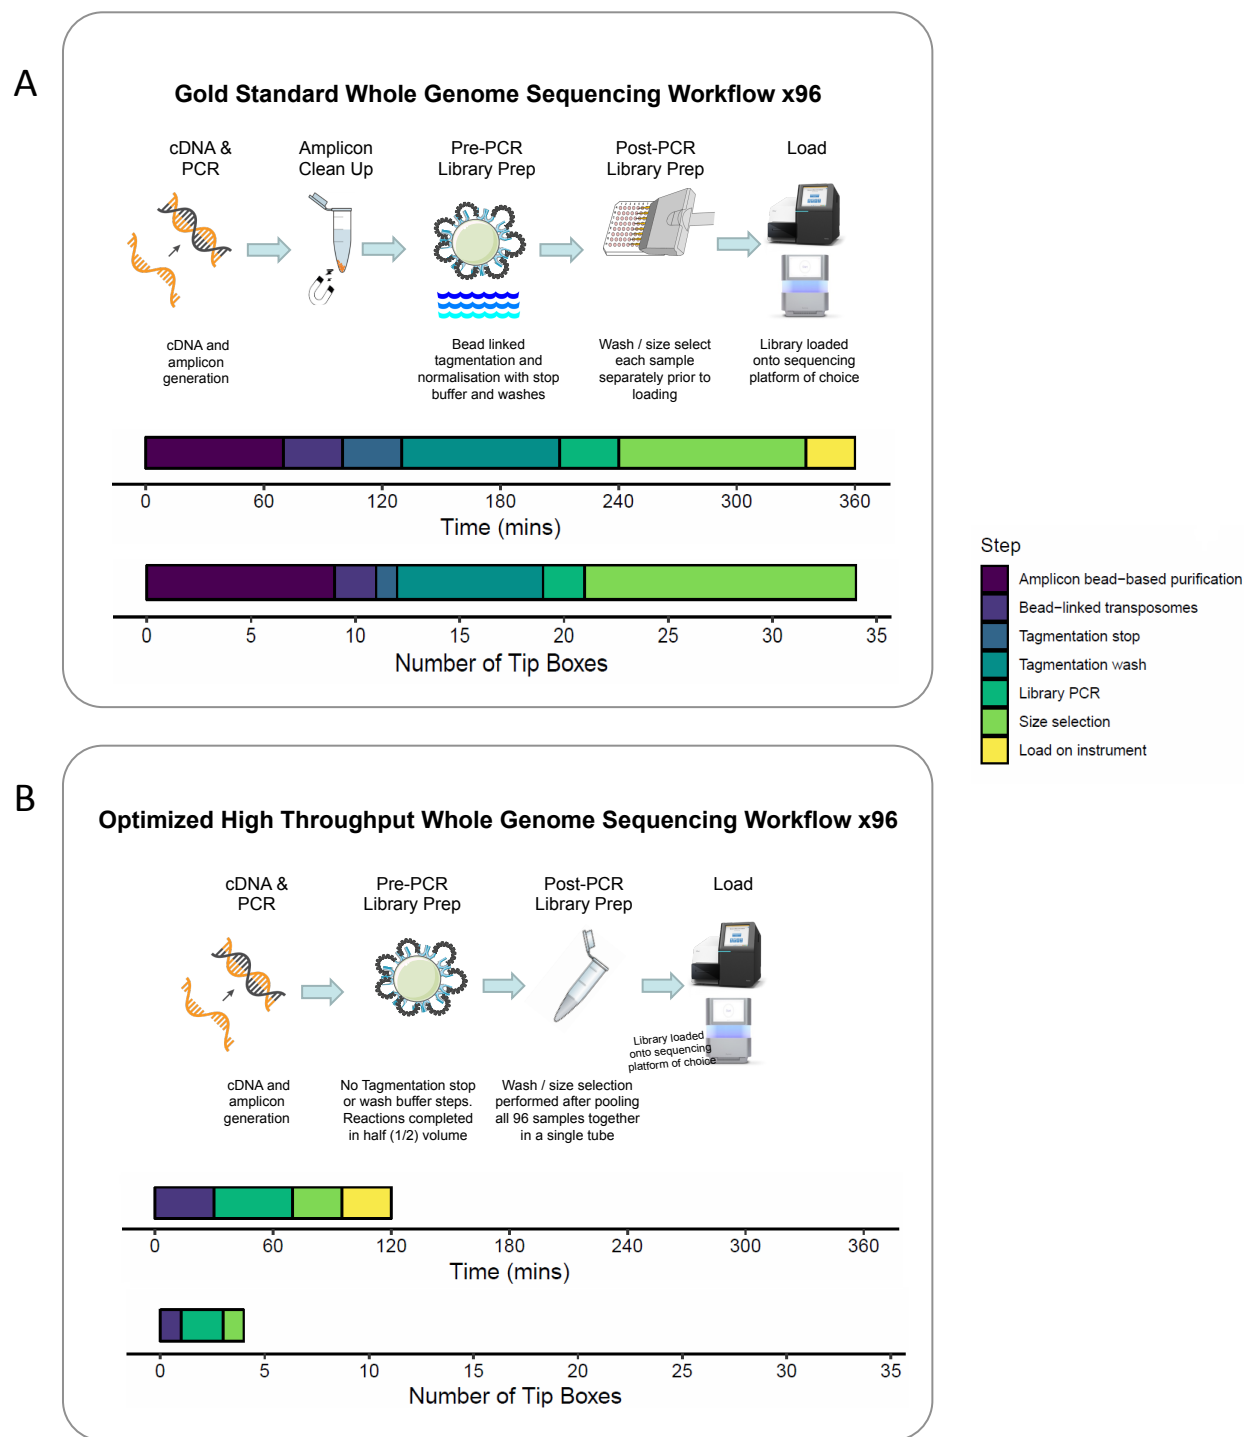 A
Gold Standard Whole Genome Sequencing Workflow x96
cDNA &
PCR
Amplicon
Clean Up
Pre-PCR
Library Prep
Post-PCR
Library Prep
Load
cDNA and
amplicon
generation
Bead linked
tagmentation and
normalisation with stop
buffer and washes
Wash / size select
each sample
separately prior to
loading
Library loaded
onto sequencing
platform of choice
0 60 120 180 240 300 360
Time (mins)
0 5 10 15 20 25 30 35
Number of Tip Boxes
Step
Amplicon bead-based purification
Bead-linked transposomes
Tagmentation stop
Tagmentation wash
Library PCR
Size selection
Load on instrument
B
Optimized High Throughput Whole Genome Sequencing Workflow x96
cDNA &
PCR
Pre-PCR
Library Prep
Post-PCR
Library Prep
Load
cDNA and
amplicon
generation
No Tagmentation stop
or wash buffer steps.
Reactions completed
in half (1/2) volume
Wash / size selection
performed after pooling
all 96 samples together
in a single tube
Library loaded
onto sequencing
platform of choice
0 60 120 180 240 300 360
Time (mins)
0 5 10 15 20 25 30 35
Number of Tip Boxes